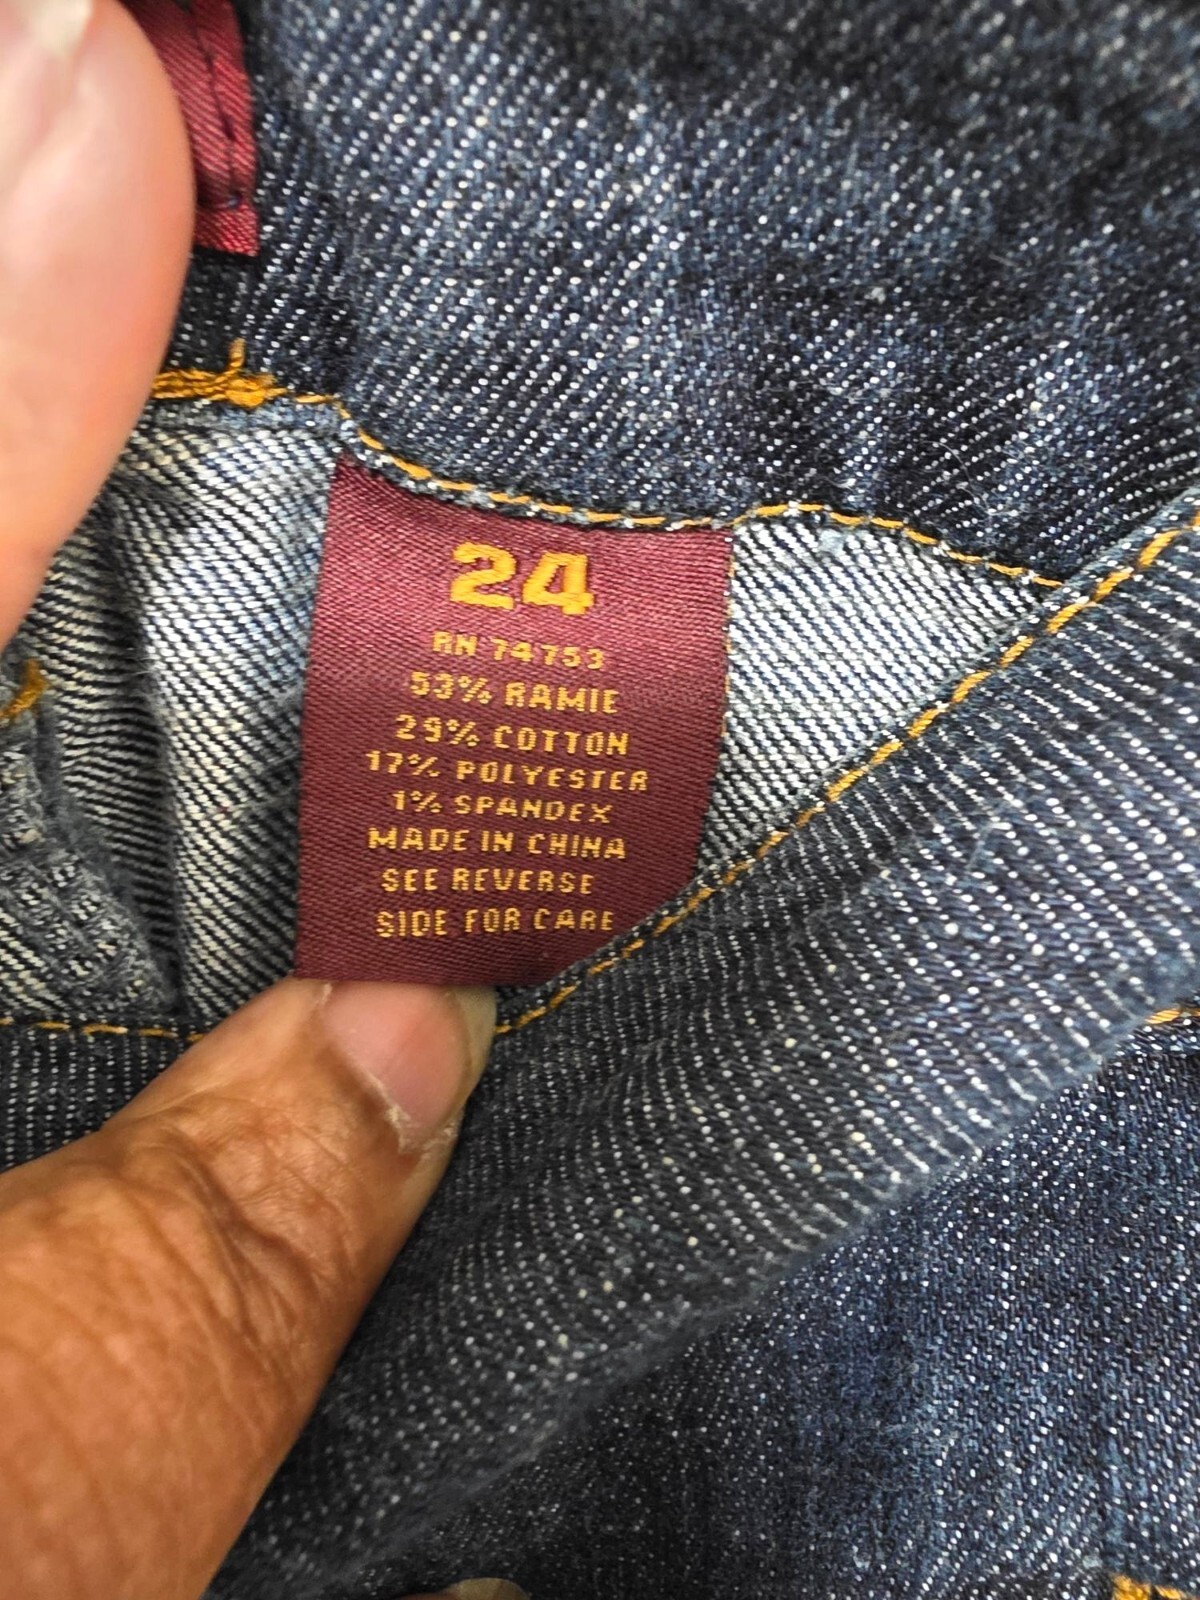 24
RN 74753
53% RAMIE
29% COTTON
17% POLYESTER
1% SPANDEX
MADE IN CHINA
SEE REVERSE
SIDE FOR CARE